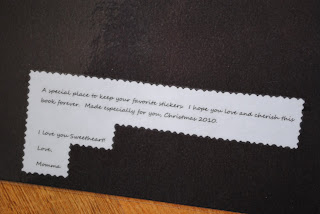 A special place to keep your favorite stickers. I hope you love and cherish this
book forever. Made especially for you, Christmas 2010.
I love you Sweetheart!
Love,
Momma